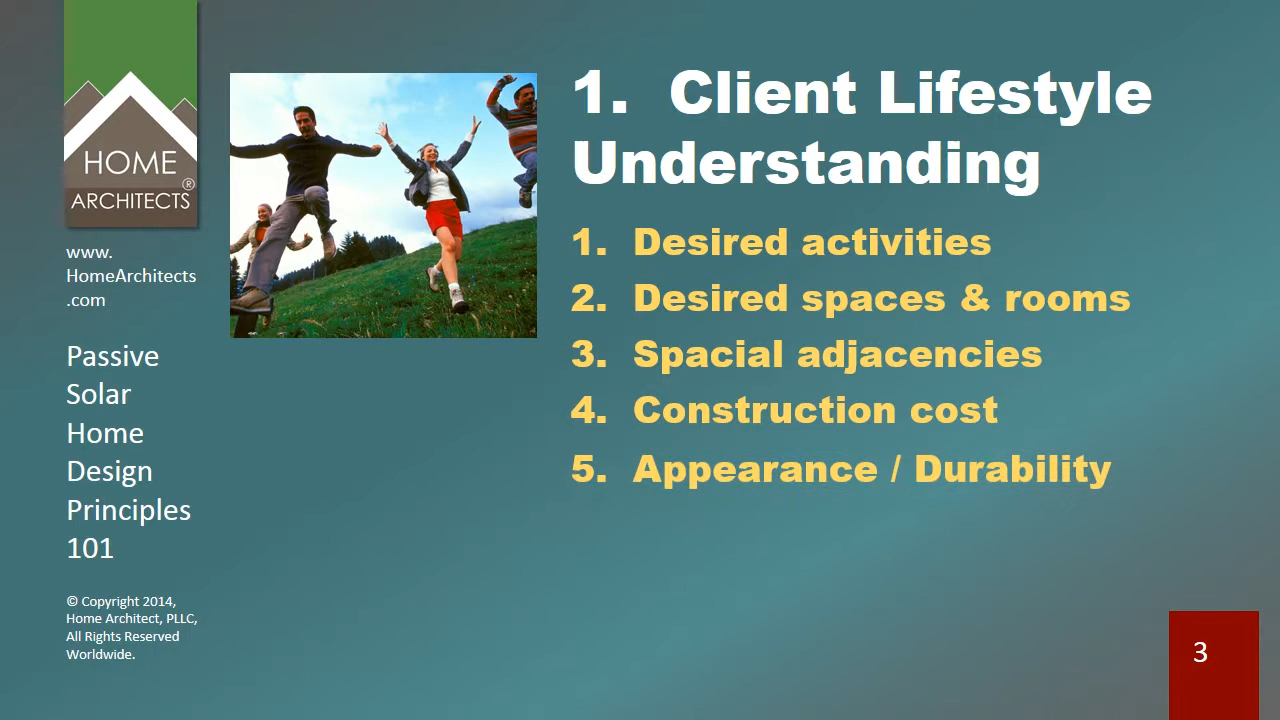 HOME
ARCHITECTS®
www.
HomeArchitects
.com
Passive
Solar
Home
Design
Principles
101
© Copyright 2014,
Home Architect, PLLC,
All Rights Reserved
Worldwide.
1. Client Lifestyle
Understanding
1. Desired activities
2. Desired spaces & rooms
3. Spacial adjacencies
4. Construction cost
5. Appearance / Durability
3